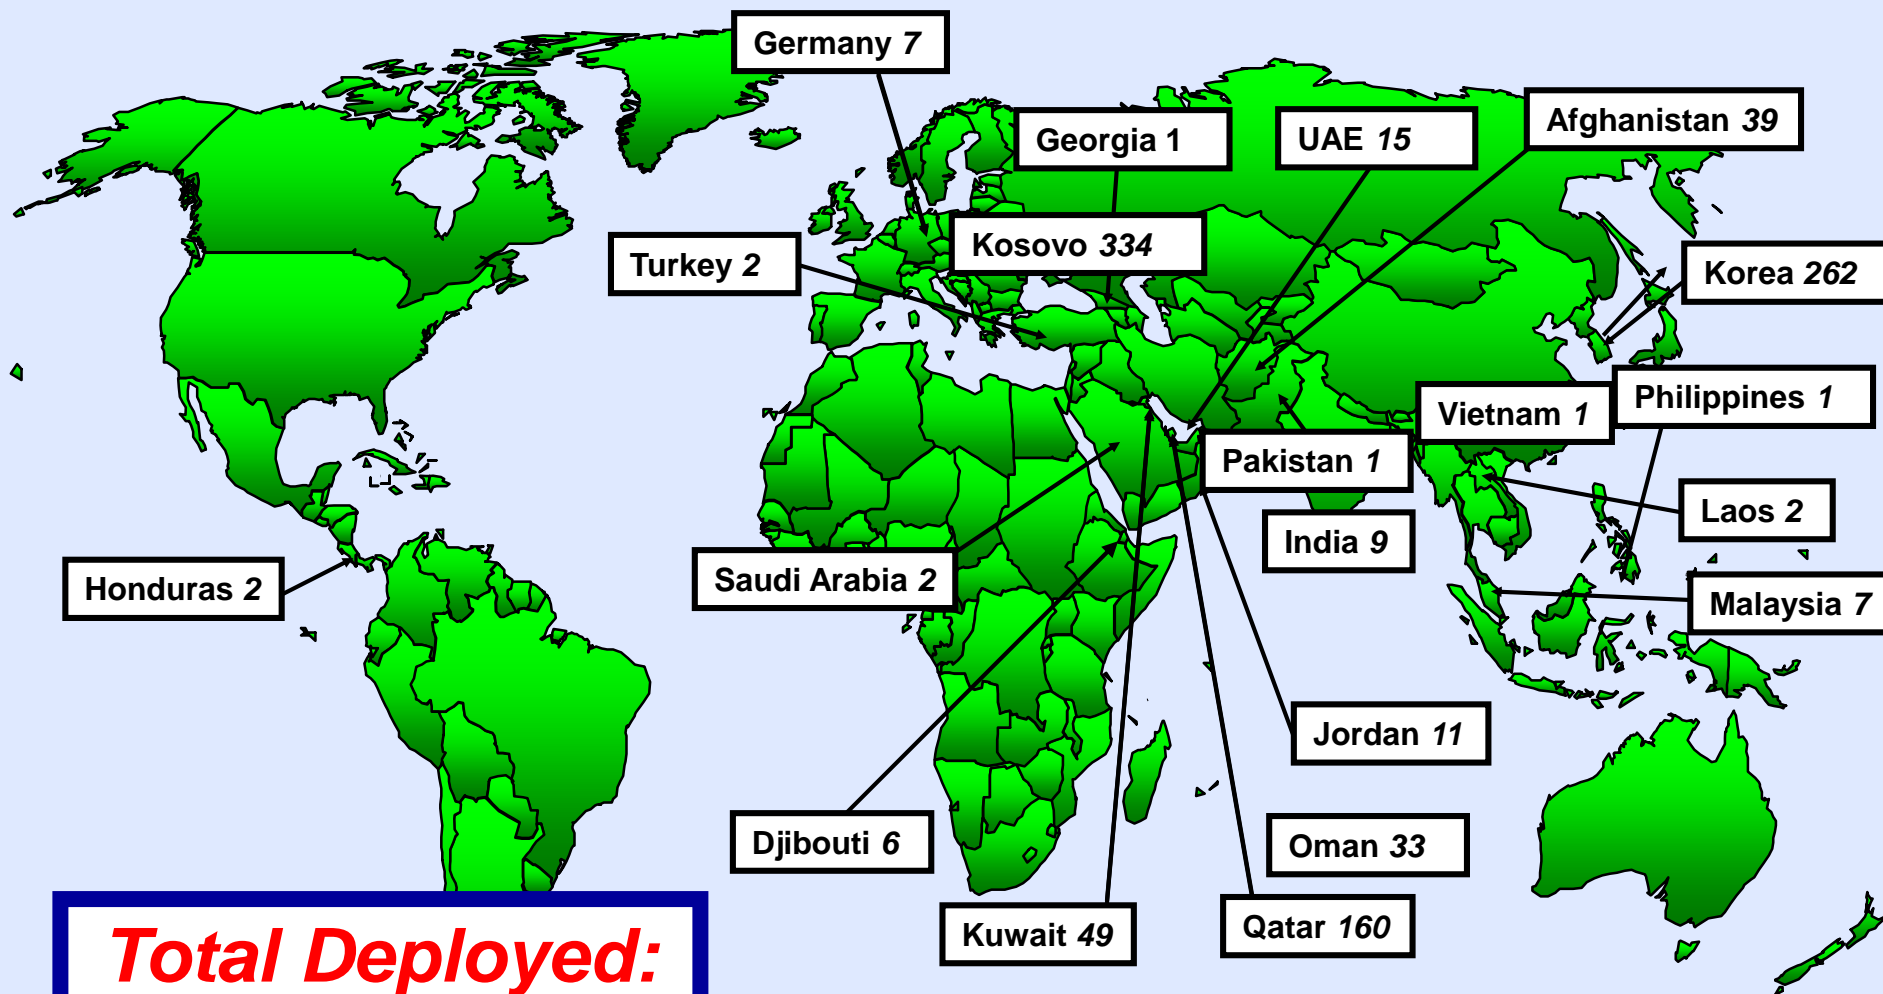 Germany 7
Georgia 1
UAE 15
Afghanistan 39
Kosovo 334
Turkey 2
Korea 262
Philippines 1
Vietnam 1
Pakistan 1
Laos 2
India 9
Honduras 2
Saudi Arabia 2
Malaysia 7
Jordan 11
Djibouti 6
Oman 33
Kuwait 49
Qatar 160
Total Deployed: